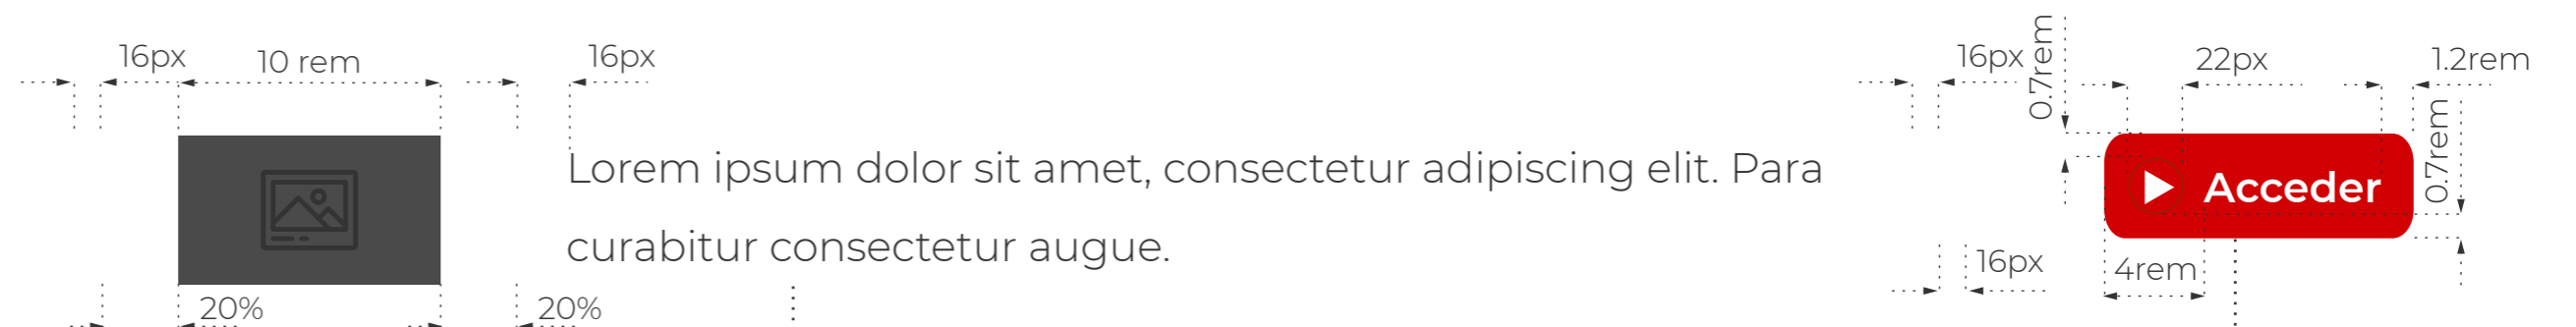 16px
10 rem
16px
16px
0.7rem
22px
1.2rem
Lorem ipsum dolor sit amet, consectetur adipiscing elit. Para
curabitur consectetur augue.
Acceder
0.7rem
16px
4rem
20%
20%